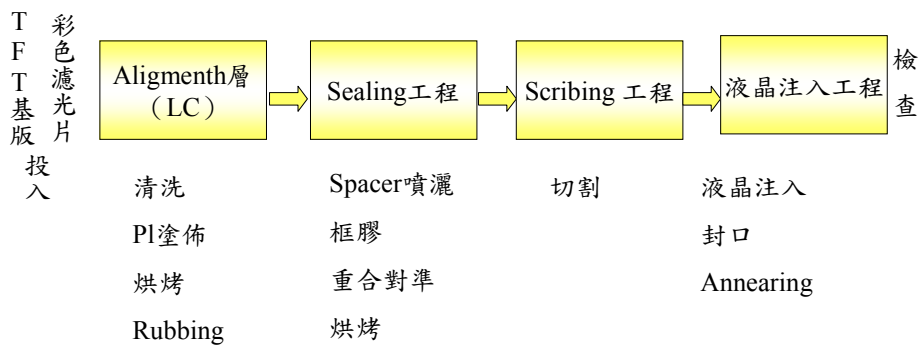 TFT基版
彩色濾光片
投入
Aligmenth層
（LC）
Sealing工程
Scribing 工程
液晶注入工程
檢查
清洗
Pl塗佈
烘烤
Rubbing
Spacer噴灑
框膠
重合對準
烘烤
切割
液晶注入
封口
Annearing